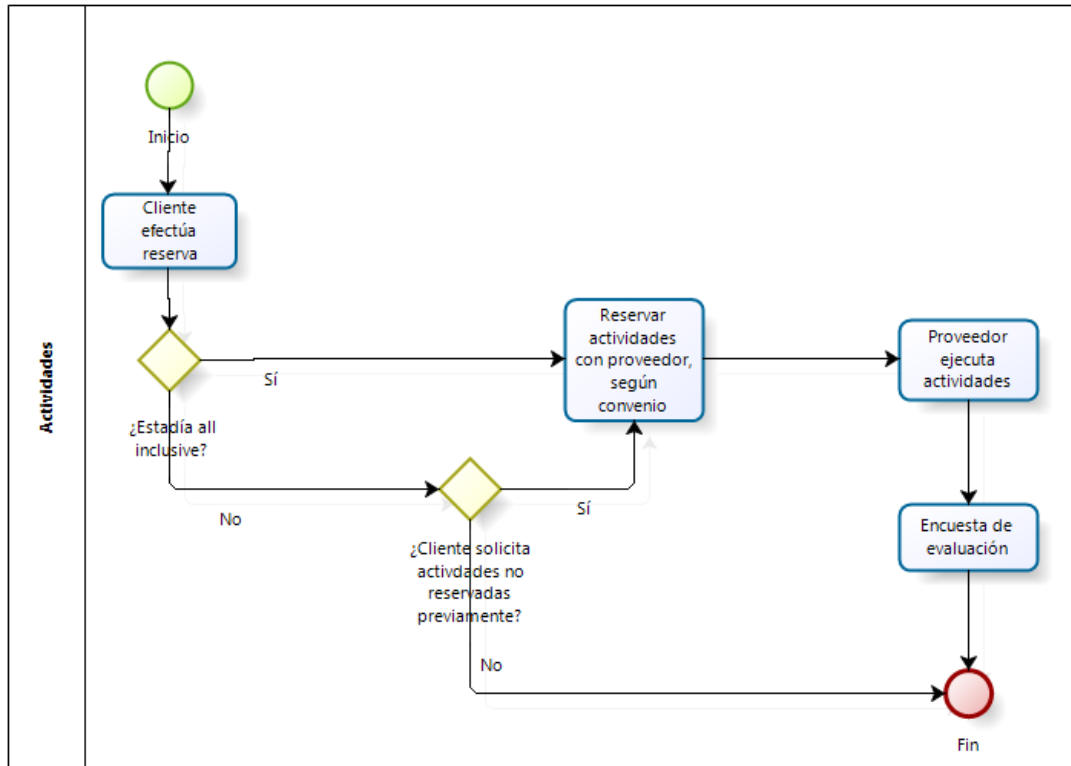 Actividades
Inicio
Cliente
efectúa
reserva
¿Estadía all
inclusive?
Sí
No
Reservar
actividades
con proveedor,
según
convenio
Proveedor
ejecuta
actividades
¿Cliente solicita
activdades no
reservadas
previamente?
Sí
No
Encuesta de
evaluación
Fin